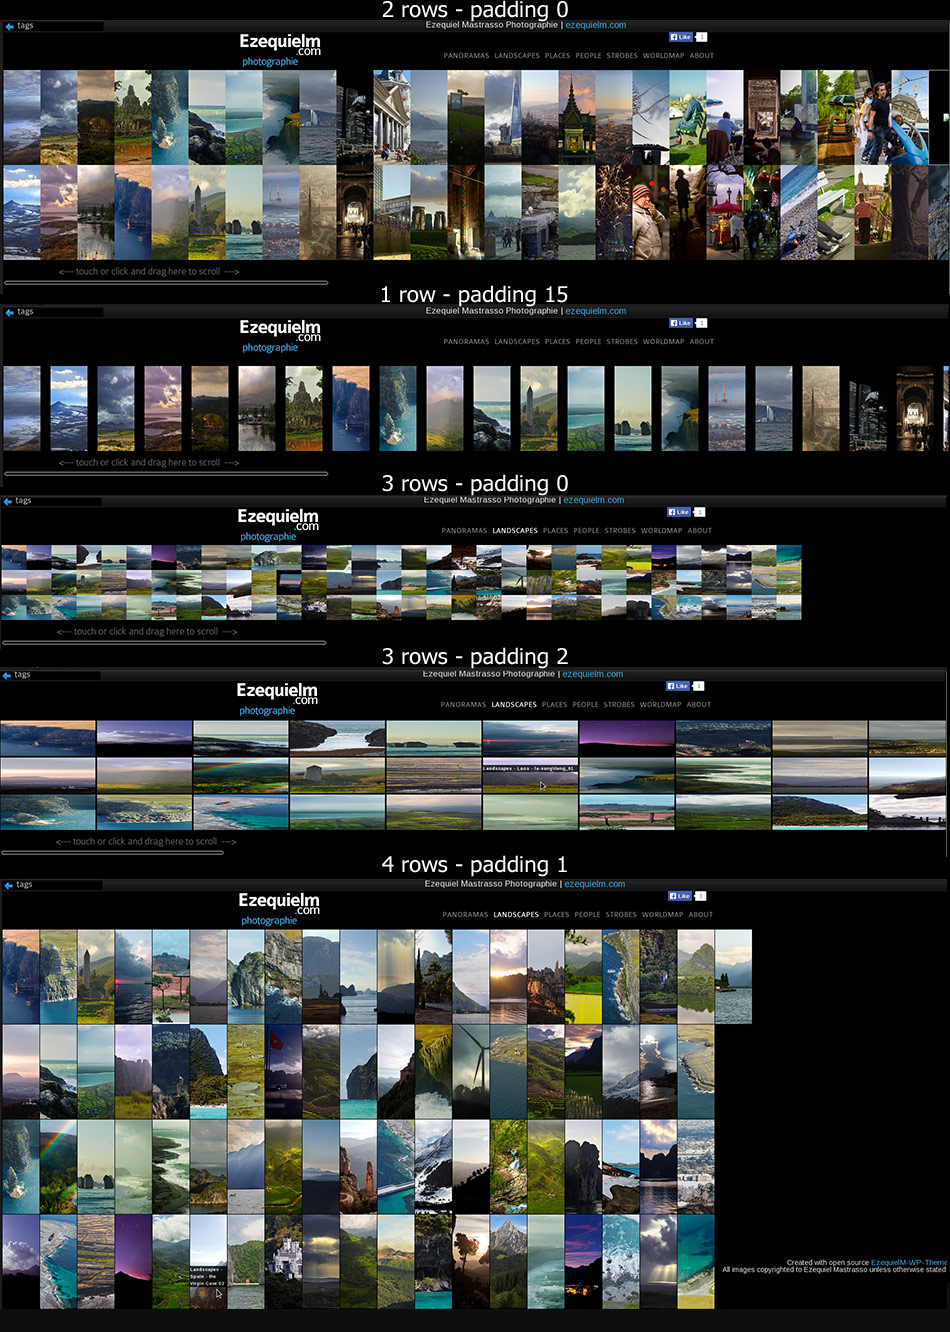 2 rows - padding 0
tags
Ezequiel Mastrasso Photographie | ezequielm.com
Like 1
Ezequielm
.com
photographie
PANORAMAS LANDSCAPES PLACES PEOPLE STROBES WORLDMAP ABOUT
<--- touch or click and drag here to scroll --->
1 row - padding 15
tags
Ezequiel Mastrasso Photographie | ezequielm.com
Like 1
Ezequielm
.com
photographie
PANORAMAS LANDSCAPES PLACES PEOPLE STROBES WORLDMAP ABOUT
<--- touch or click and drag here to scroll --->
3 rows - padding 0
tags
Ezequiel Mastrasso Photographie | ezequielm.com
Like 1
Ezequielm
.com
photographie
PANORAMAS LANDSCAPES PLACES PEOPLE STROBES WORLDMAP ABOUT
<--- touch or click and drag here to scroll --->
3 rows - padding 2
tags
Ezequiel Mastrasso Photographie | ezequielm.com
Like 1
Ezequielm
.com
photographie
PANORAMAS LANDSCAPES PLACES PEOPLE STROBES WORLDMAP ABOUT
Landscapes - Laos - la-vangVieng_01
<--- touch or click and drag here to scroll --->
4 rows - padding 1
tags
Ezequiel Mastrasso Photographie | ezequielm.com
Like 1
Ezequielm
.com
photographie
PANORAMAS LANDSCAPES PLACES PEOPLE STROBES WORLDMAP ABOUT
Landscapes -
Spain - the
Virgin Cave 02
Created with open source EzequielM-WP-Theme
All images copyrighted to Ezequiel Mastrasso unless otherwise stated